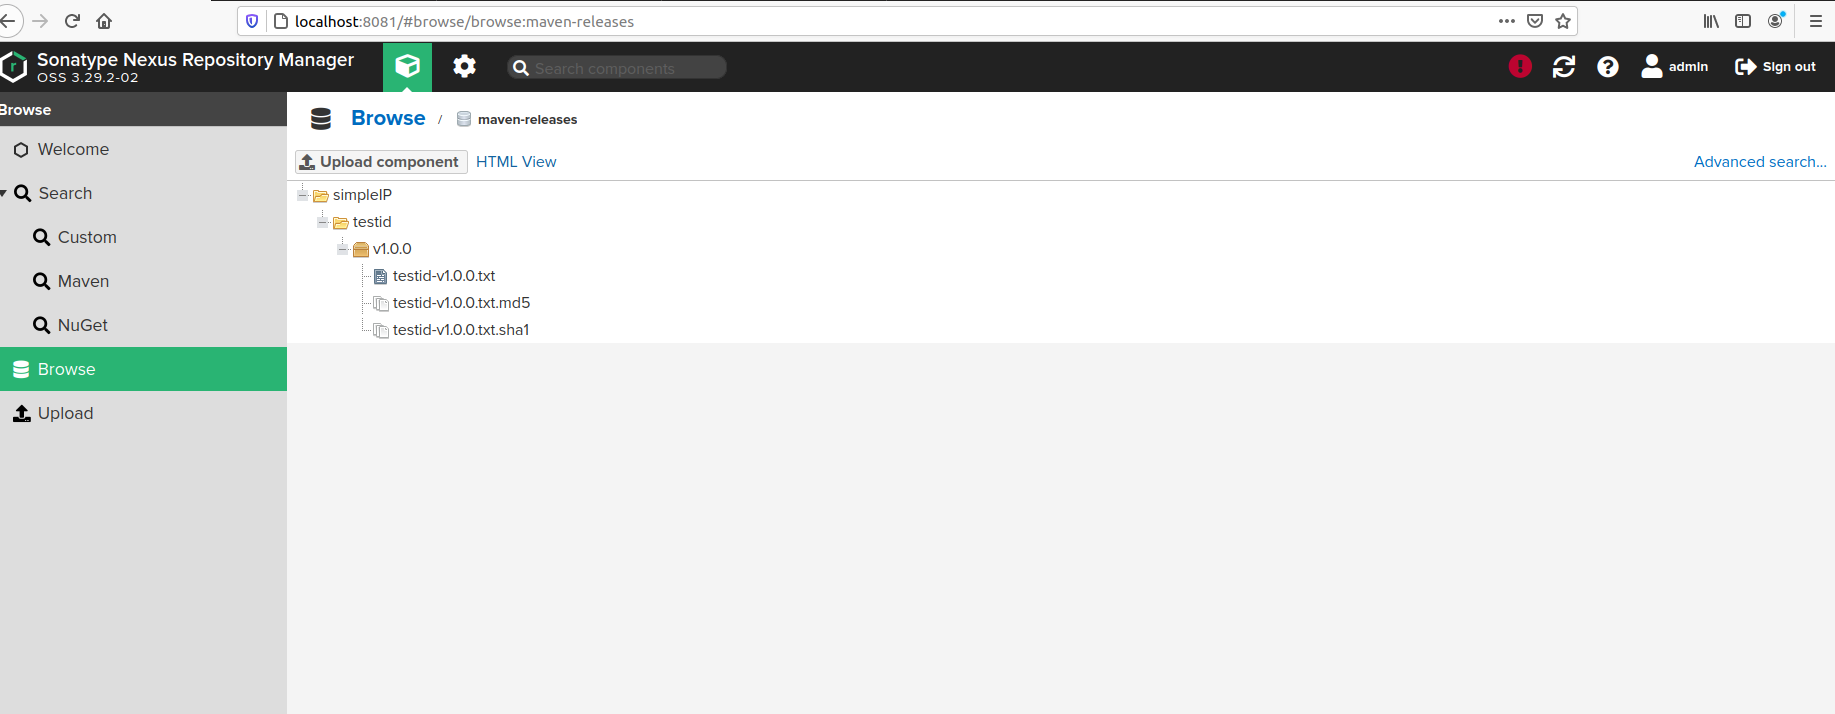 localhost:8081/#browse/browse:maven-releases
Sonatype Nexus Repository Manager
OSS 3.29.2-02
Search components
admin
Sign out
Browse
Browse / maven-releases
Welcome
Upload component HTML View Advanced search...
Search
Custom
Maven
NuGet
Browse
Upload
simpleIP
testid
v1.0.0
testid-v1.0.0.txt
testid-v1.0.0.txt.md5
testid-v1.0.0.txt.sha1